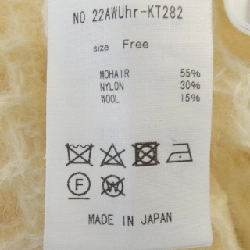 NO 22AWUhr-KT282
size Free
MOHAIR 55%
NYLON 30%
WOOL 15%
F W
MADE IN JAPAN